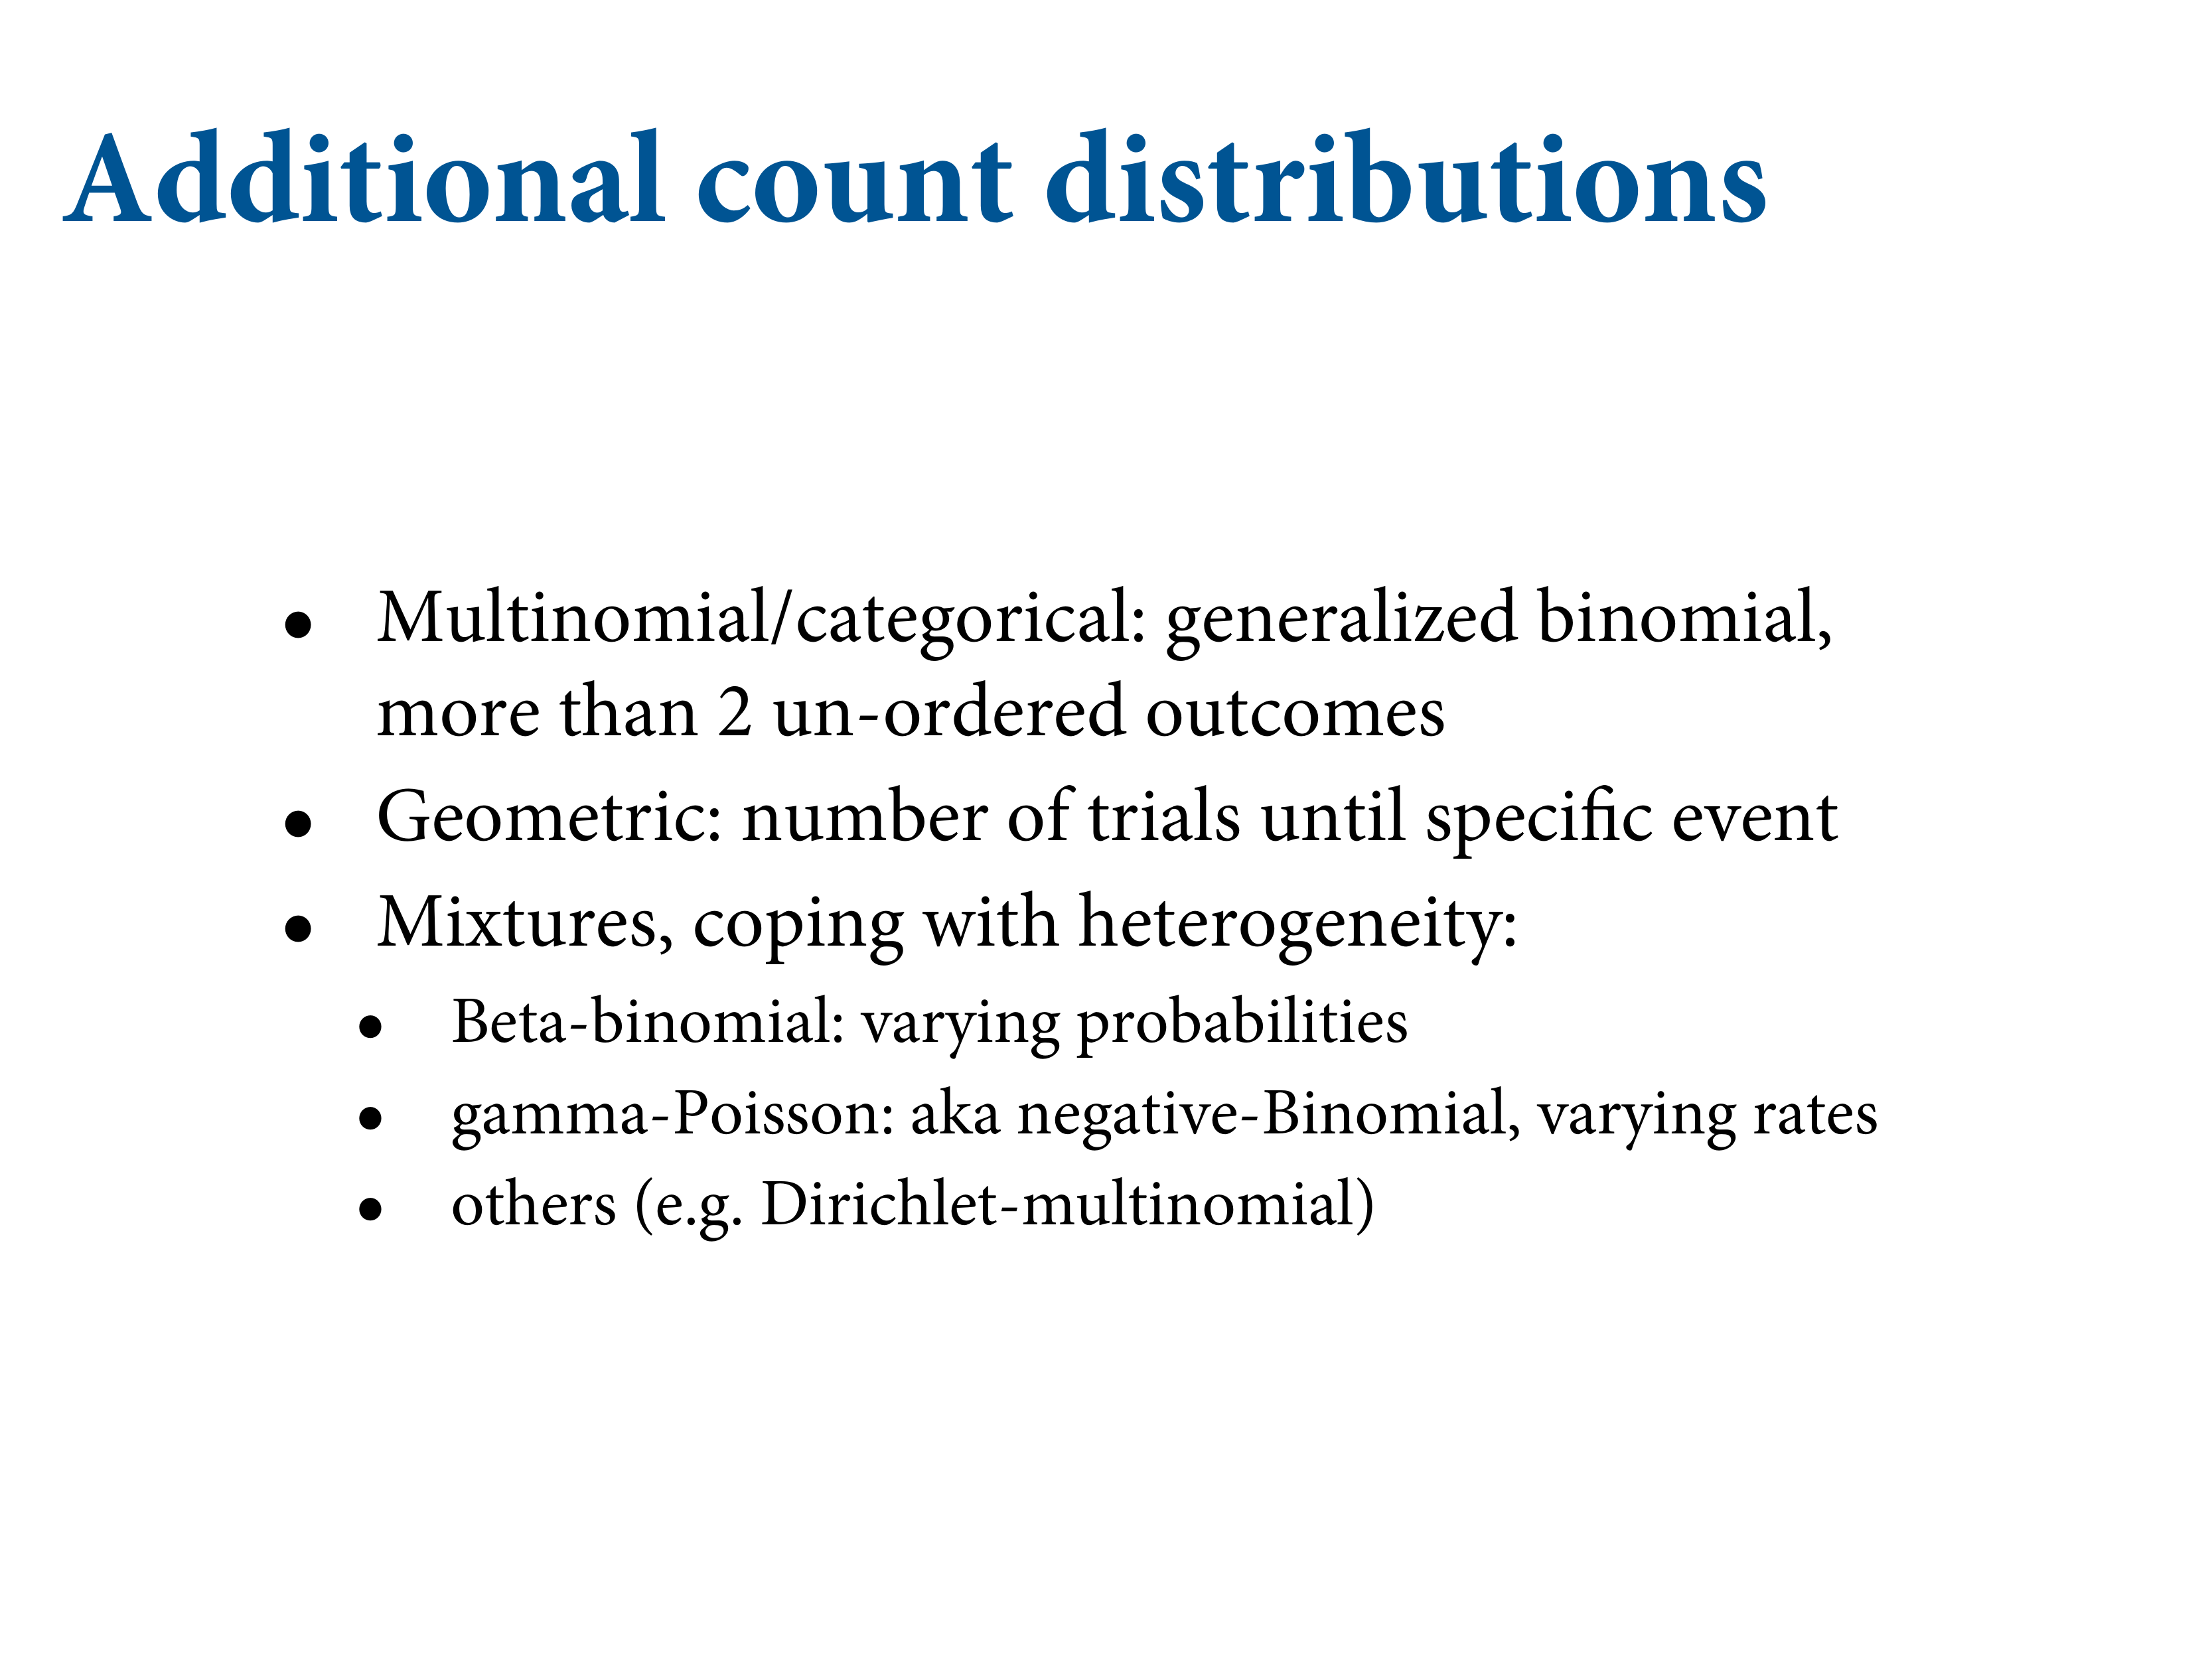 Additional count distributions
• Multinomial/categorical: generalized binomial,
more than 2 un-ordered outcomes
• Geometric: number of trials until specific event
• Mixtures, coping with heterogeneity:
• Beta-binomial: varying probabilities
• gamma-Poisson: aka negative-Binomial, varying rates
• others (e.g. Dirichlet-multinomial)